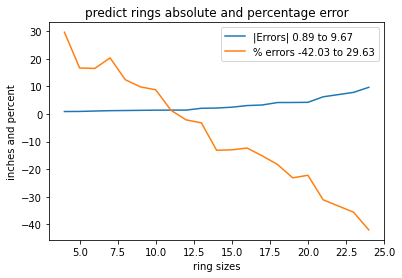 predict rings absolute and percentage error
|Errors| 0.89 to 9.67
% errors -42.03 to 29.63
inches and percent
30
20
10
0
−10
−20
−30
−40
5.0 7.5 10.0 12.5 15.0 17.5 20.0 22.5 25.0
ring sizes